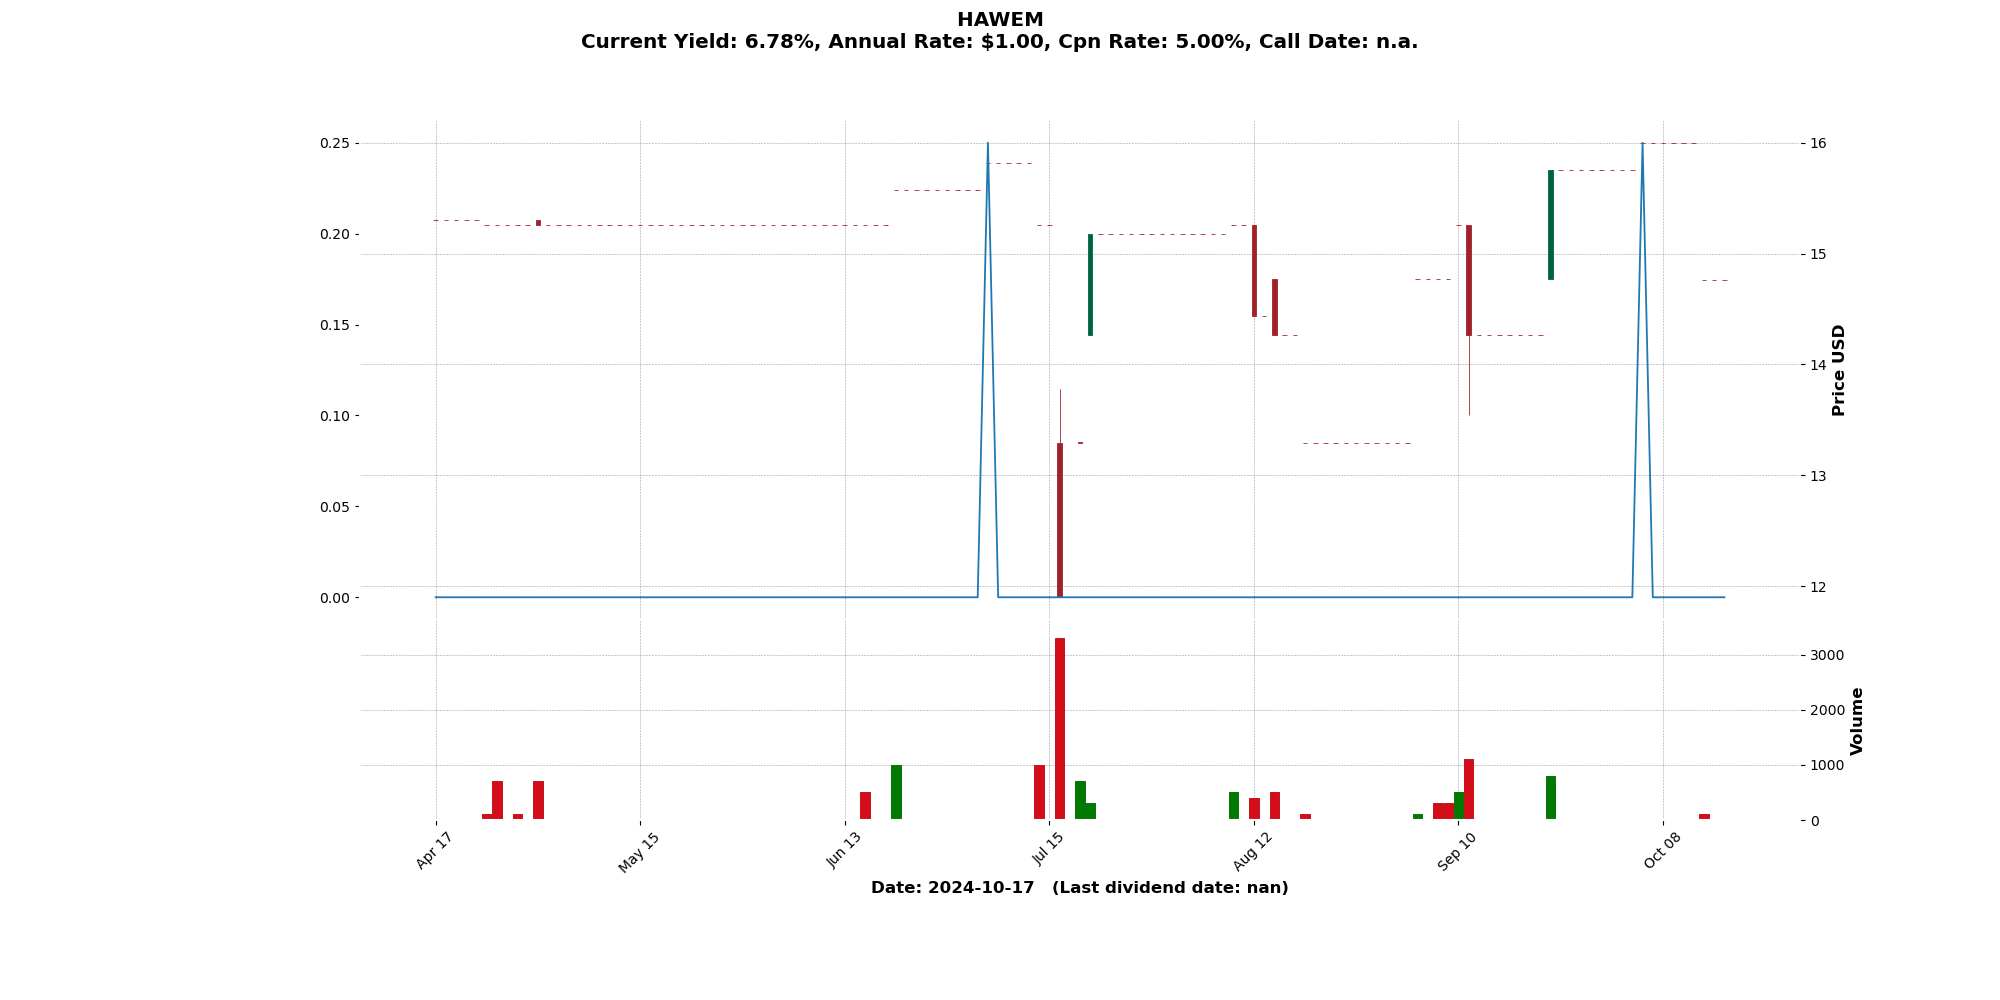 HAWEM
Current Yield: 6.78%, Annual Rate: $1.00, Cpn Rate: 5.00%, Call Date: n.a.
0.25
0.20
0.15
0.10
0.05
0.00
16
15
14
13
12
Price USD
3000
2000
1000
0
Volume
Apr 17
May 15
Jun 13
Jul 15
Aug 12
Sep 10
Oct 08
Date: 2024-10-17   (Last dividend date: nan)